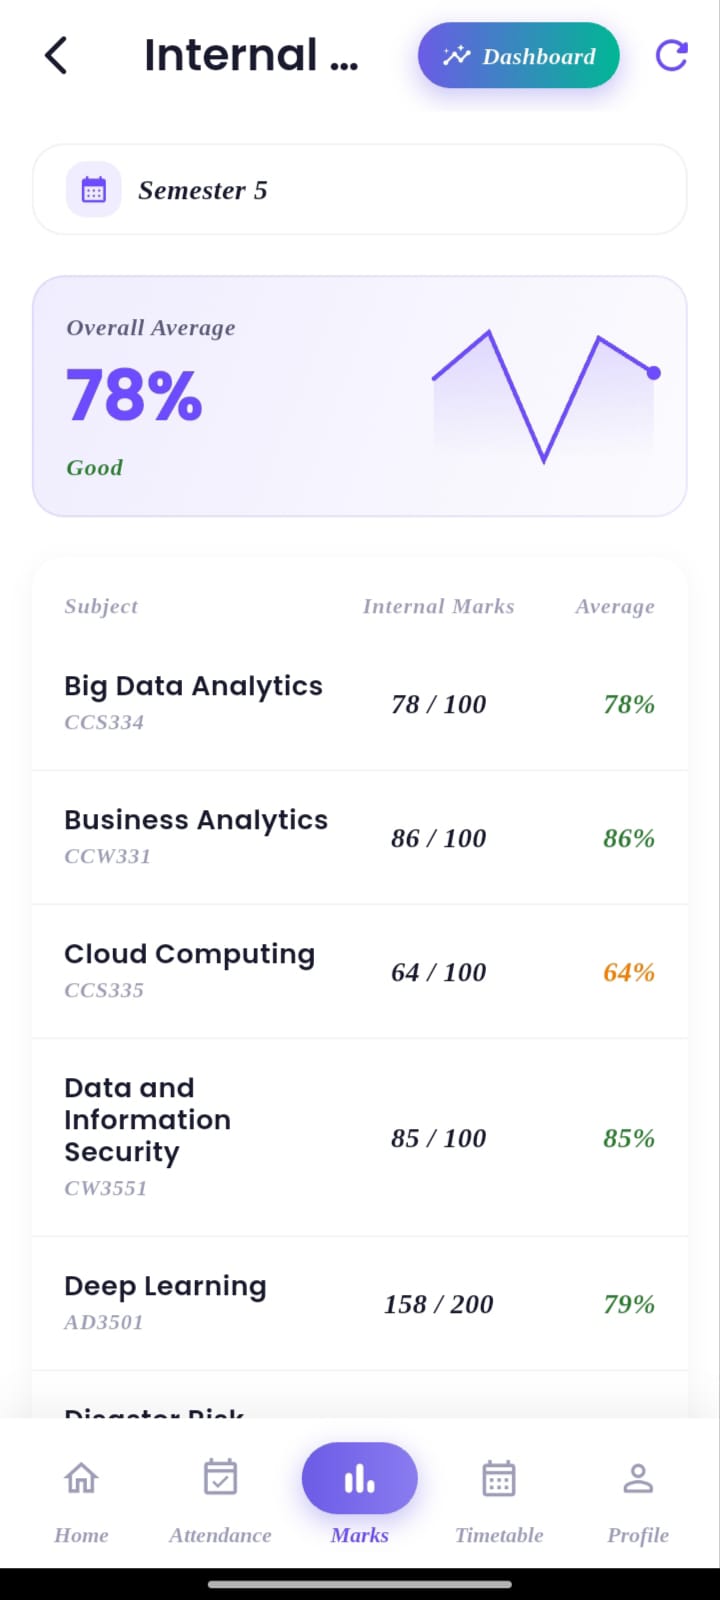 Internal ...
Dashboard
Semester 5
Overall Average
78%
Good
Subject Internal Marks Average
Big Data Analytics
CCS334
78 / 100 78%
Business Analytics
CCW331
86 / 100 86%
Cloud Computing
CCS335
64 / 100 64%
Data and
Information
Security
CW3551
85 / 100 85%
Deep Learning
AD3501
158 / 200 79%
Disaster Risk
Home Attendance Marks Timetable Profile